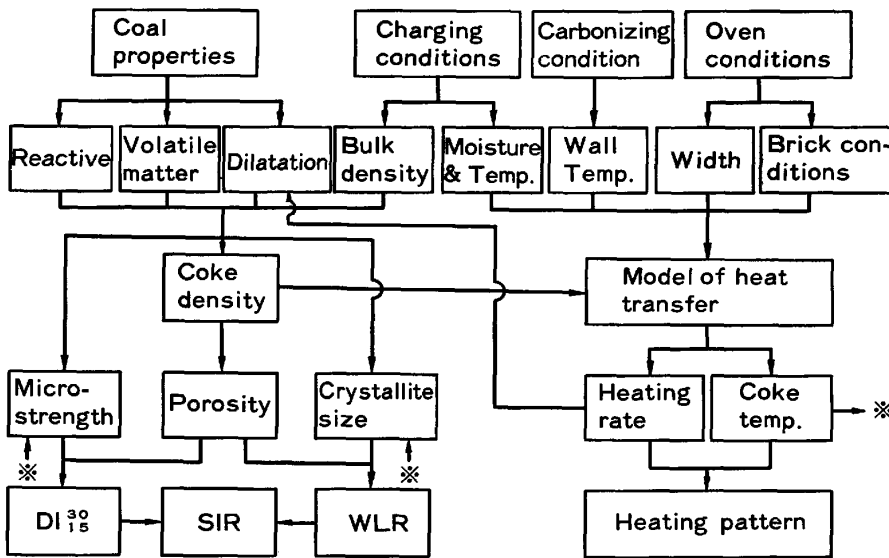 Coal
properties
Charging
conditions
Carbonizing
condition
Oven
conditions
Reactive
Volatile
matter
Dilatation
Bulk
density
Moisture
& Temp.
Wall
Temp.
Width
Brick con-
ditions
Coke
density
Model of heat
transfer
Micro-
strength
Porosity
Crystallite
size
Heating
rate
Coke
temp.
※
※
※
DI 30 15
SIR
WLR
Heating pattern